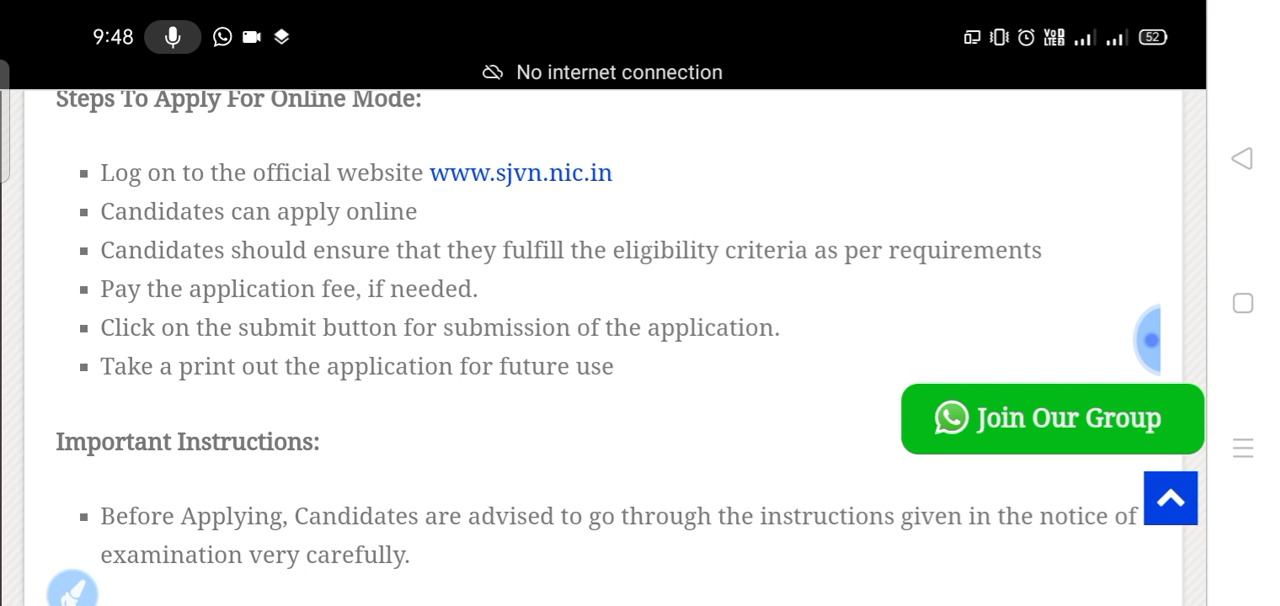 9:48
VoD LTED 52
No internet connection
Steps To Apply For Online Mode:
Log on to the official website www.sjvn.nic.in
Candidates can apply online
Candidates should ensure that they fulfill the eligibility criteria as per requirements
Pay the application fee, if needed.
Click on the submit button for submission of the application.
Take a print out the application for future use
Join Our Group
Important Instructions:
Before Applying, Candidates are advised to go through the instructions given in the notice of
examination very carefully.